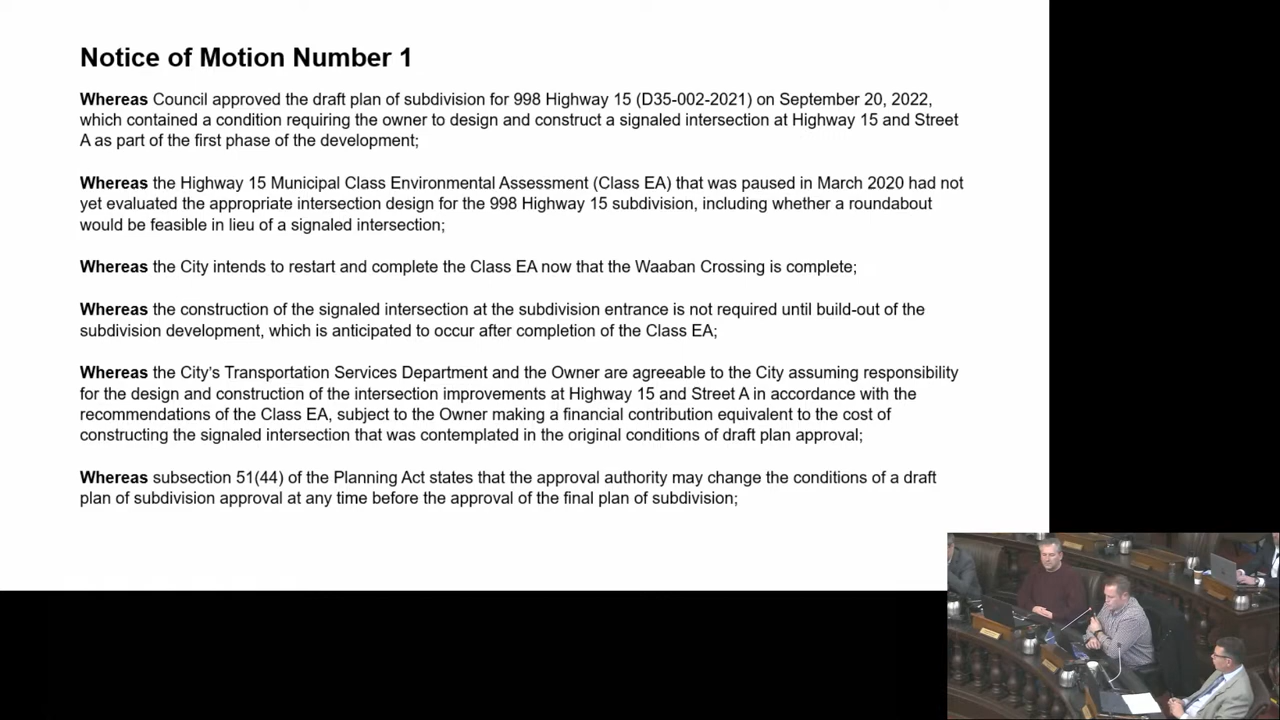 Notice of Motion Number 1
Whereas Council approved the draft plan of subdivision for 998 Highway 15 (D35-002-2021) on September 20, 2022,
which contained a condition requiring the owner to design and construct a signaled intersection at Highway 15 and Street
A as part of the first phase of the development;
Whereas the Highway 15 Municipal Class Environmental Assessment (Class EA) that was paused in March 2020 had not
yet evaluated the appropriate intersection design for the 998 Highway 15 subdivision, including whether a roundabout
would be feasible in lieu of a signaled intersection;
Whereas the City intends to restart and complete the Class EA now that the Waaban Crossing is complete;
Whereas the construction of the signaled intersection at the subdivision entrance is not required until build-out of the
subdivision development, which is anticipated to occur after completion of the Class EA;
Whereas the City's Transportation Services Department and the Owner are agreeable to the City assuming responsibility
for the design and construction of the intersection improvements at Highway 15 and Street A in accordance with the
recommendations of the Class EA, subject to the Owner making a financial contribution equivalent to the cost of
constructing the signaled intersection that was contemplated in the original conditions of draft plan approval;
Whereas subsection 51(44) of the Planning Act states that the approval authority may change the conditions of a draft
plan of subdivision approval at any time before the approval of the final plan of subdivision;